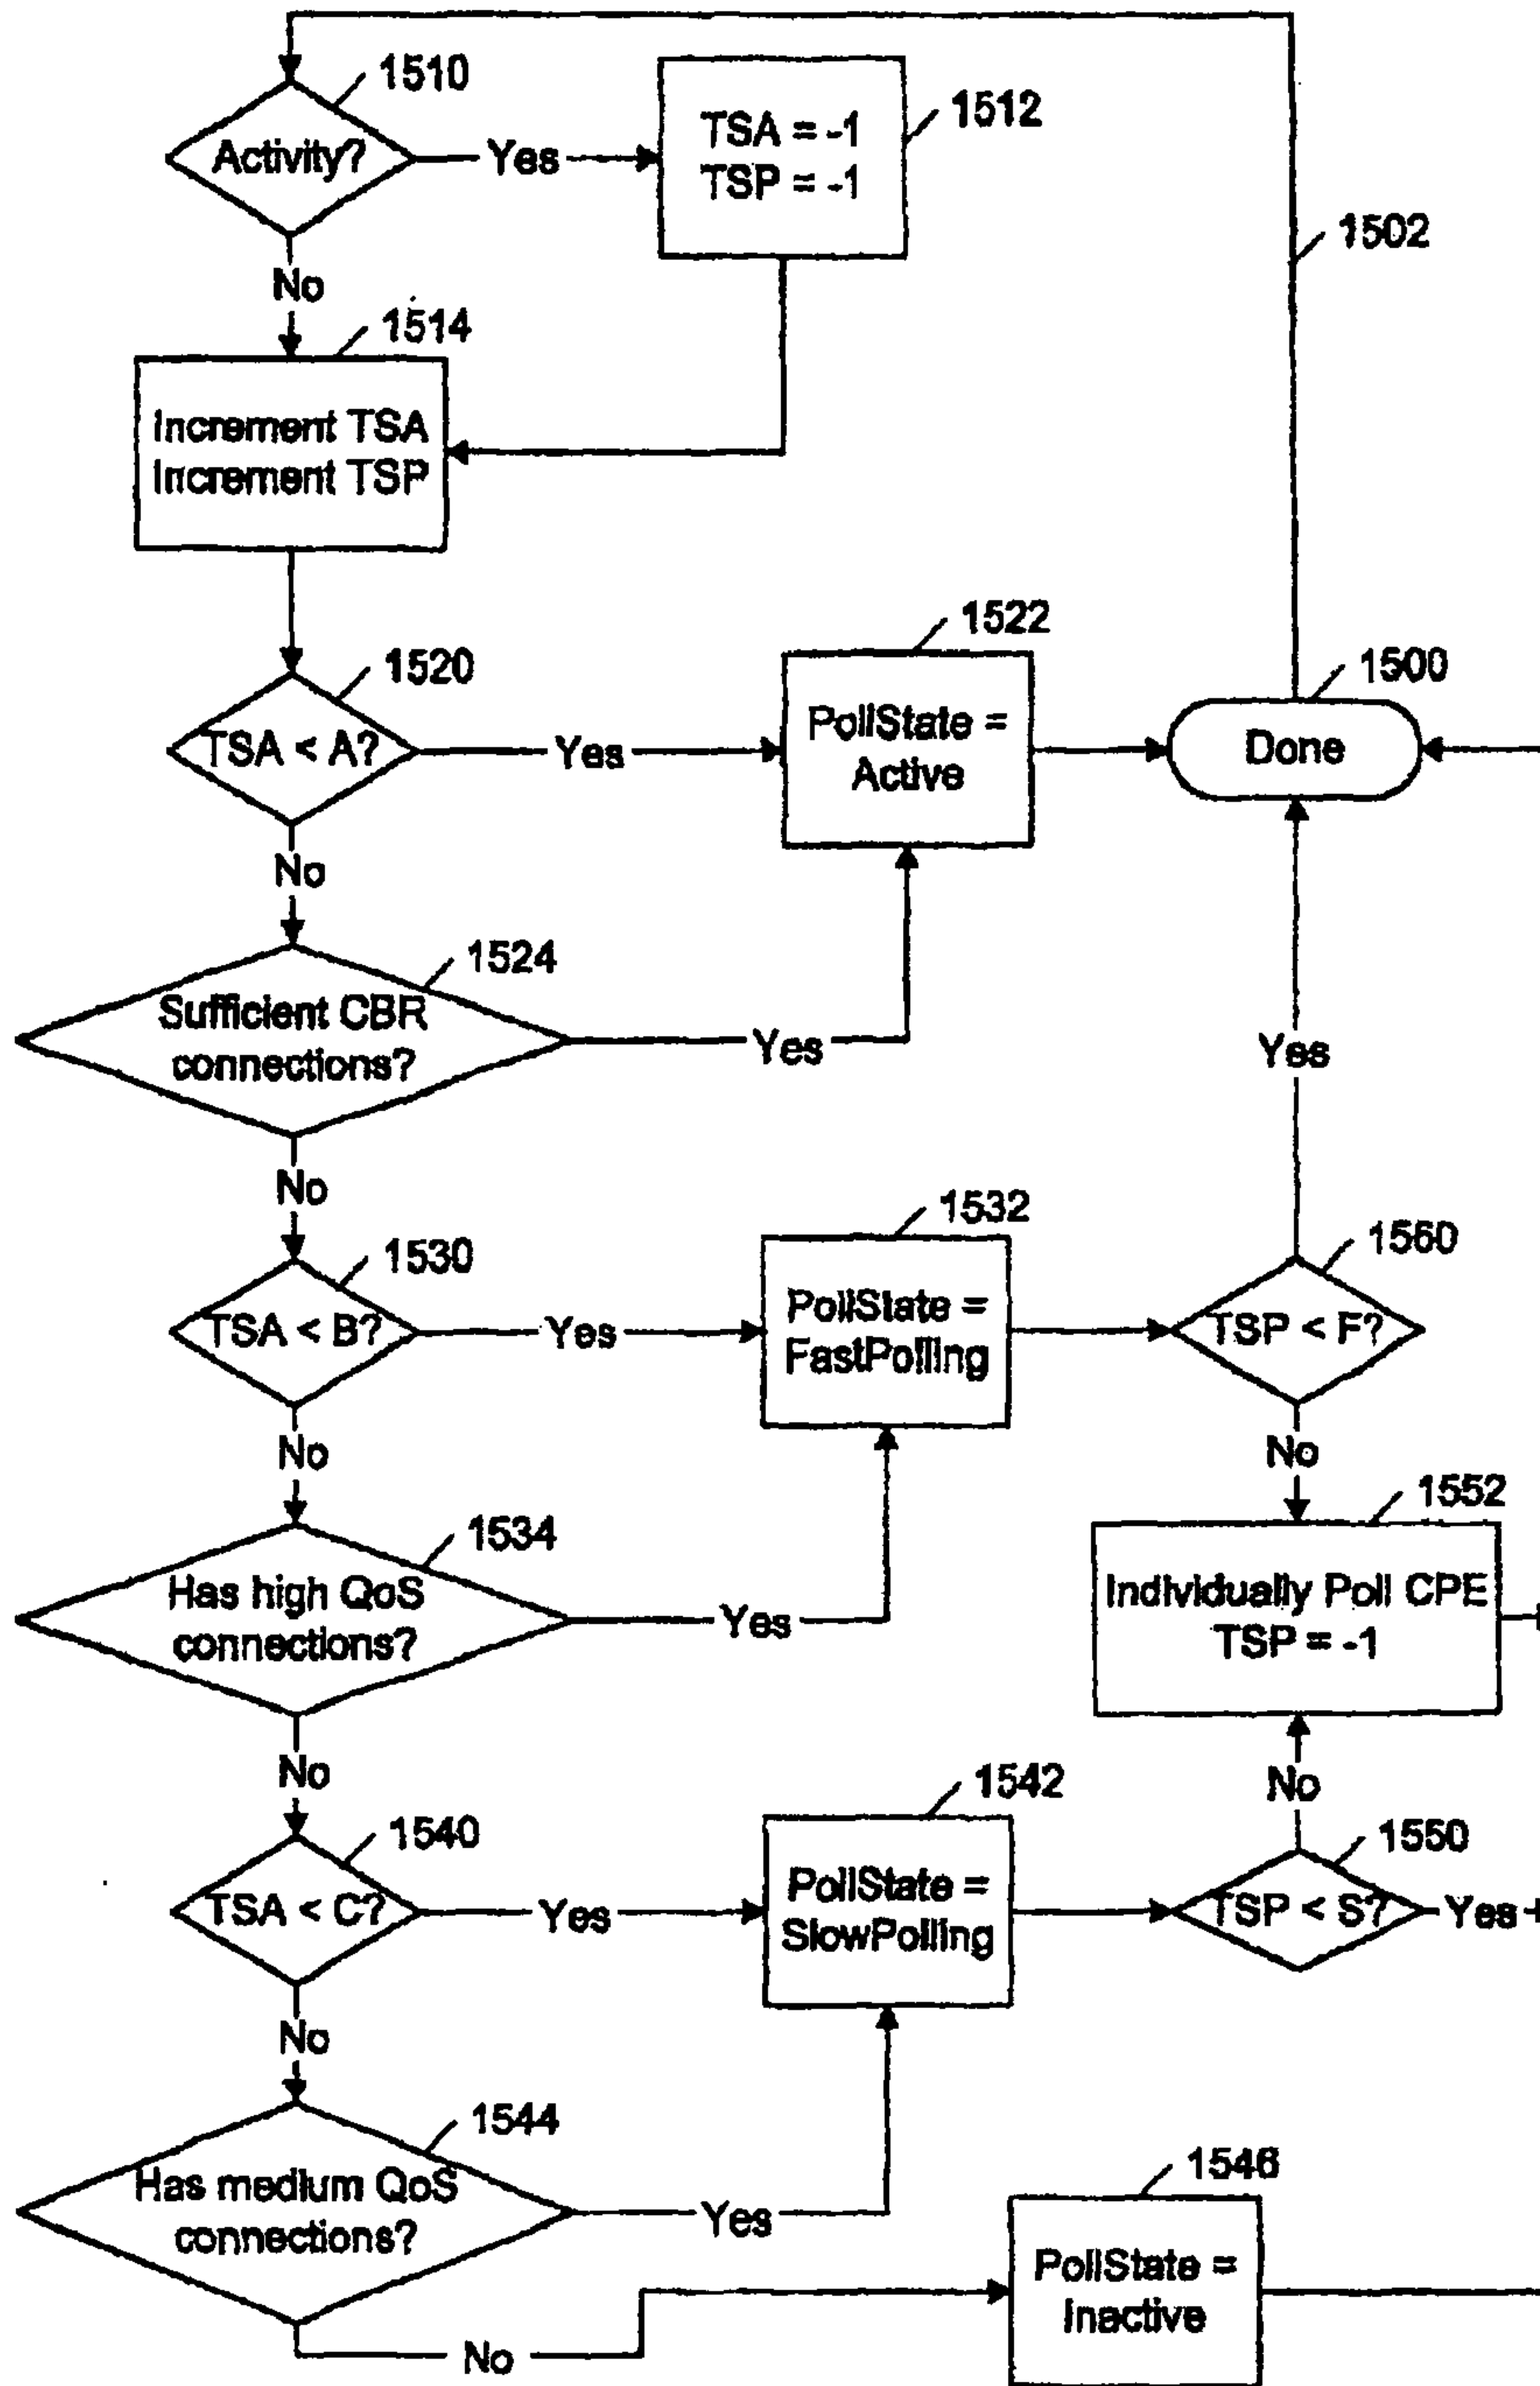 1510
Activity?
Yes
TSA = -1
TSP = -1
1512
1502
No
1514
Increment TSA
Increment TSP
1520
TSA < A?
Yes
1522
PollState =
Active
1500
Done
No
1524
Sufficient CBR
connections?
Yes
Yes
No
1530
TSA < B?
Yes
1532
PollState =
FastPolling
1560
TSP < F?
No
No
1534
Has high QoS
connections?
Yes
1552
Individually Poll CPE
TSP = -1
No
No
1540
TSA < C?
Yes
1542
PollState =
SlowPolling
1550
TSP < S?
Yes
No
1544
Has medium QoS
connections?
Yes
1546
PollState =
Inactive
No